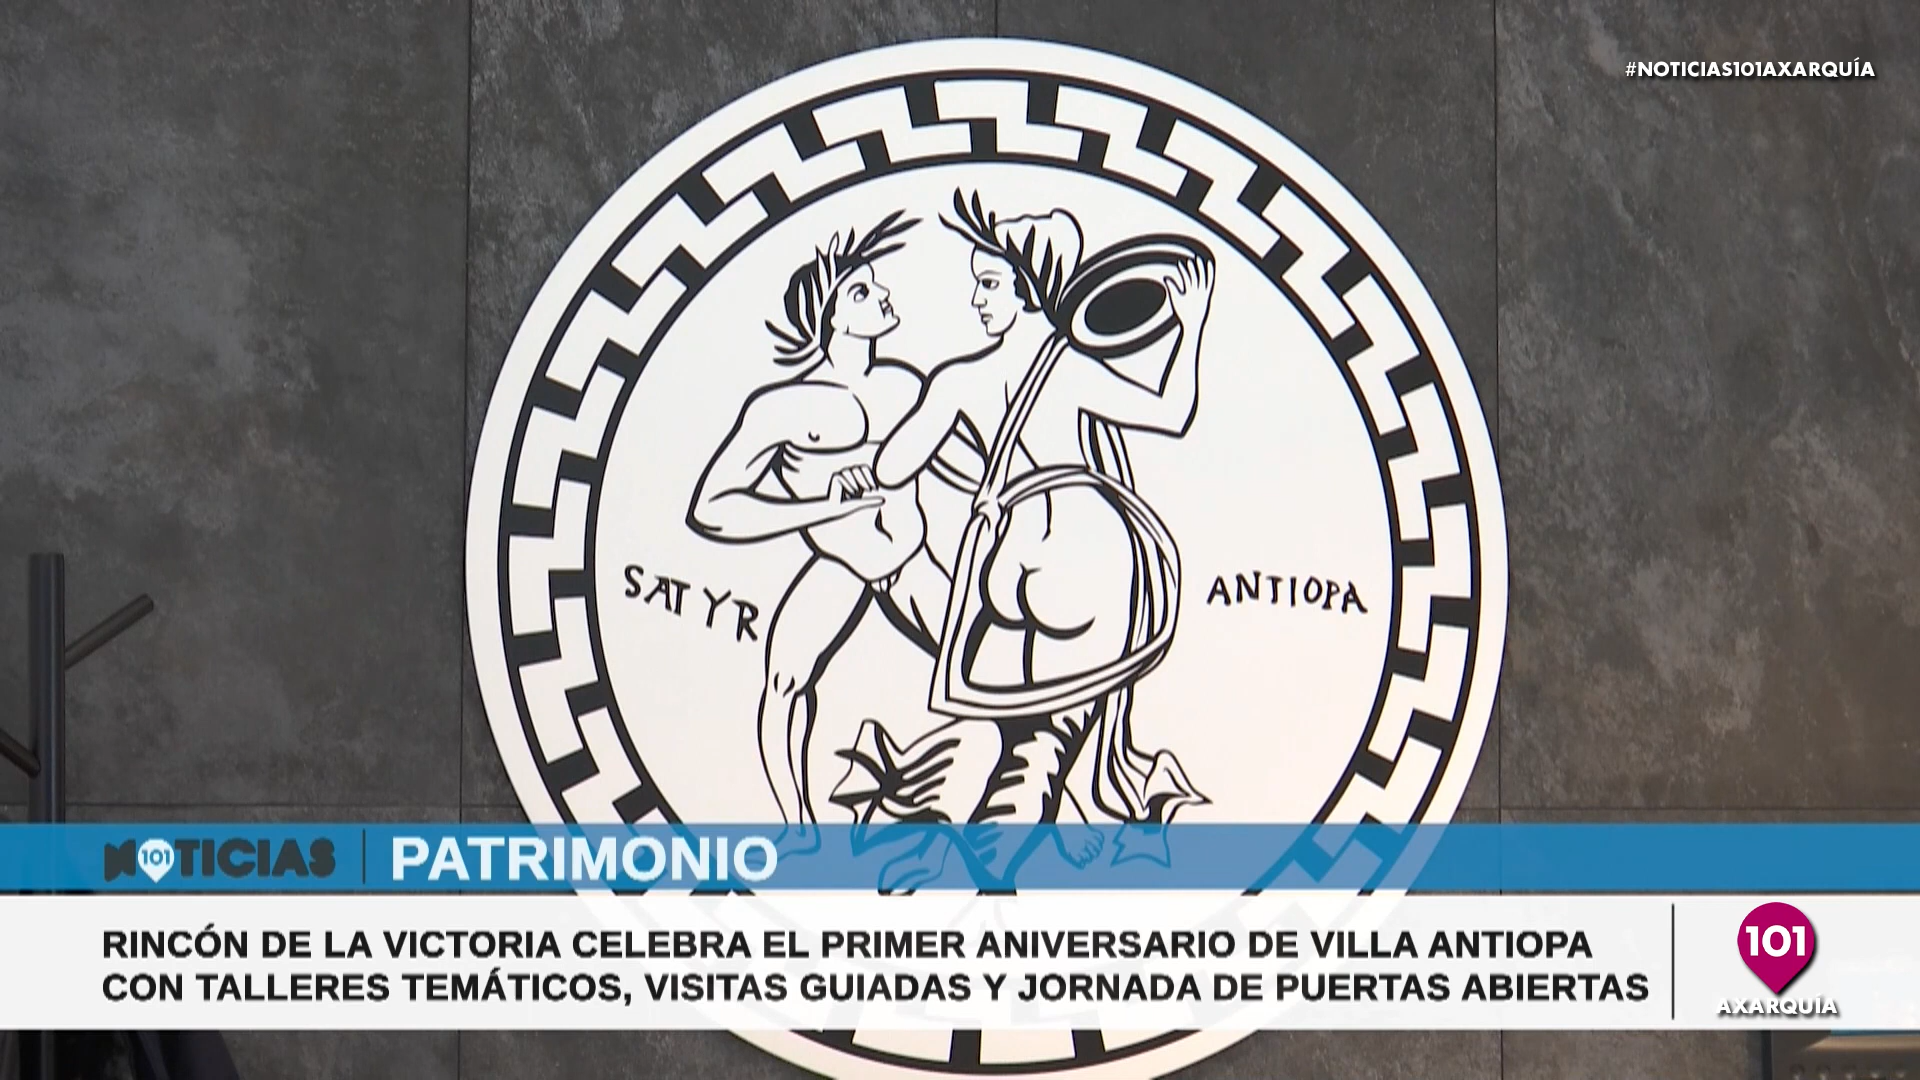 #NOTICIAS101AXARQUÍA
SATYR
ANTIOPA
NOTICIAS 101
PATRIMONIO
RINCÓN DE LA VICTORIA CELEBRA EL PRIMER ANIVERSARIO DE VILLA ANTIOPA
CON TALLERES TEMÁTICOS, VISITAS GUIADAS Y JORNADA DE PUERTAS ABIERTAS
101
AXARQUÍA